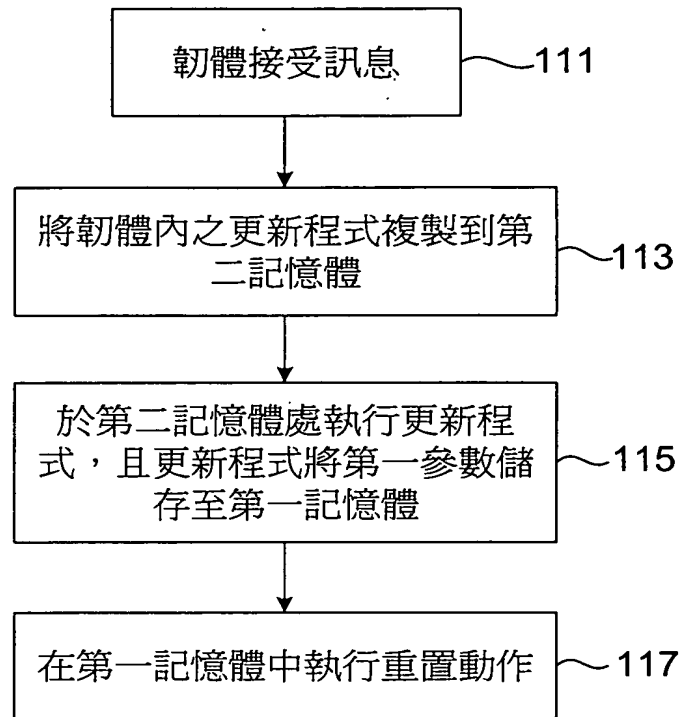 韌體接受訊息
111
將韌體內之更新程式複製到第
二記憶體
113
於第二記憶體處執行更新程
式，且更新程式將第一參數儲
存至第一記憶體
115
在第一記憶體中執行重置動作
117